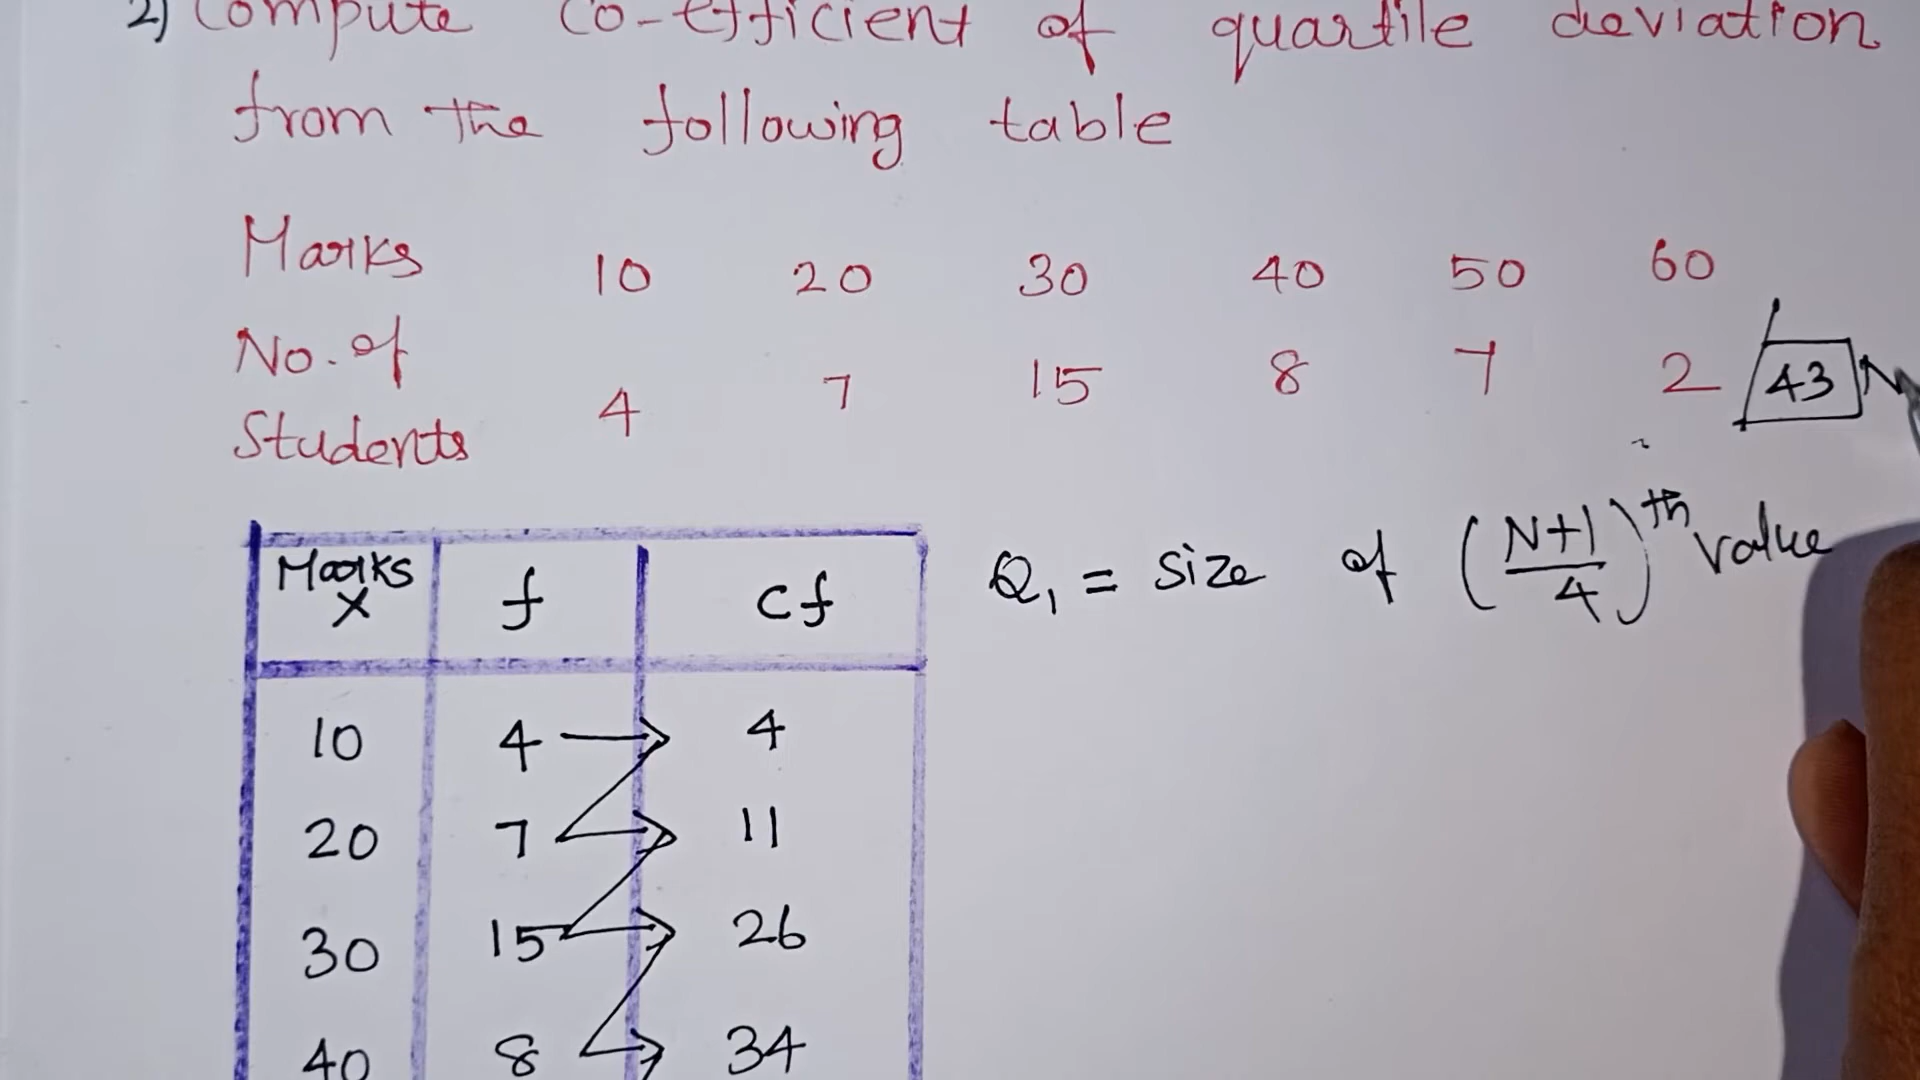 2) Compute co-efficient of quartile deviation
from the following table
Marks 10 20 30 40 50 60
No. of Students 4 7 15 8 7 2 43 N
Marks X f cf
Q₁ = size of (N+1/4)th value
10 4 4
20 7 11
30 15 26
40 8 34